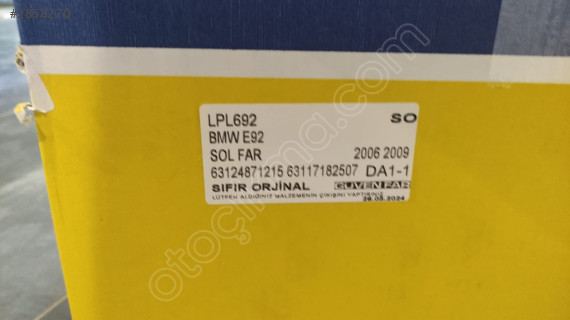 LPL692 SO
BMW E92
SOL FAR 2006 2009
63124871215 63117182507 DA1-1
SIFIR ORJİNAL GÜVEN FAR
LÜTFEN ALDIĞINIZ MALZEMENİN ÇIKIŞINI YAPTIRINIZ
28.05.2024
otoçıkma.com